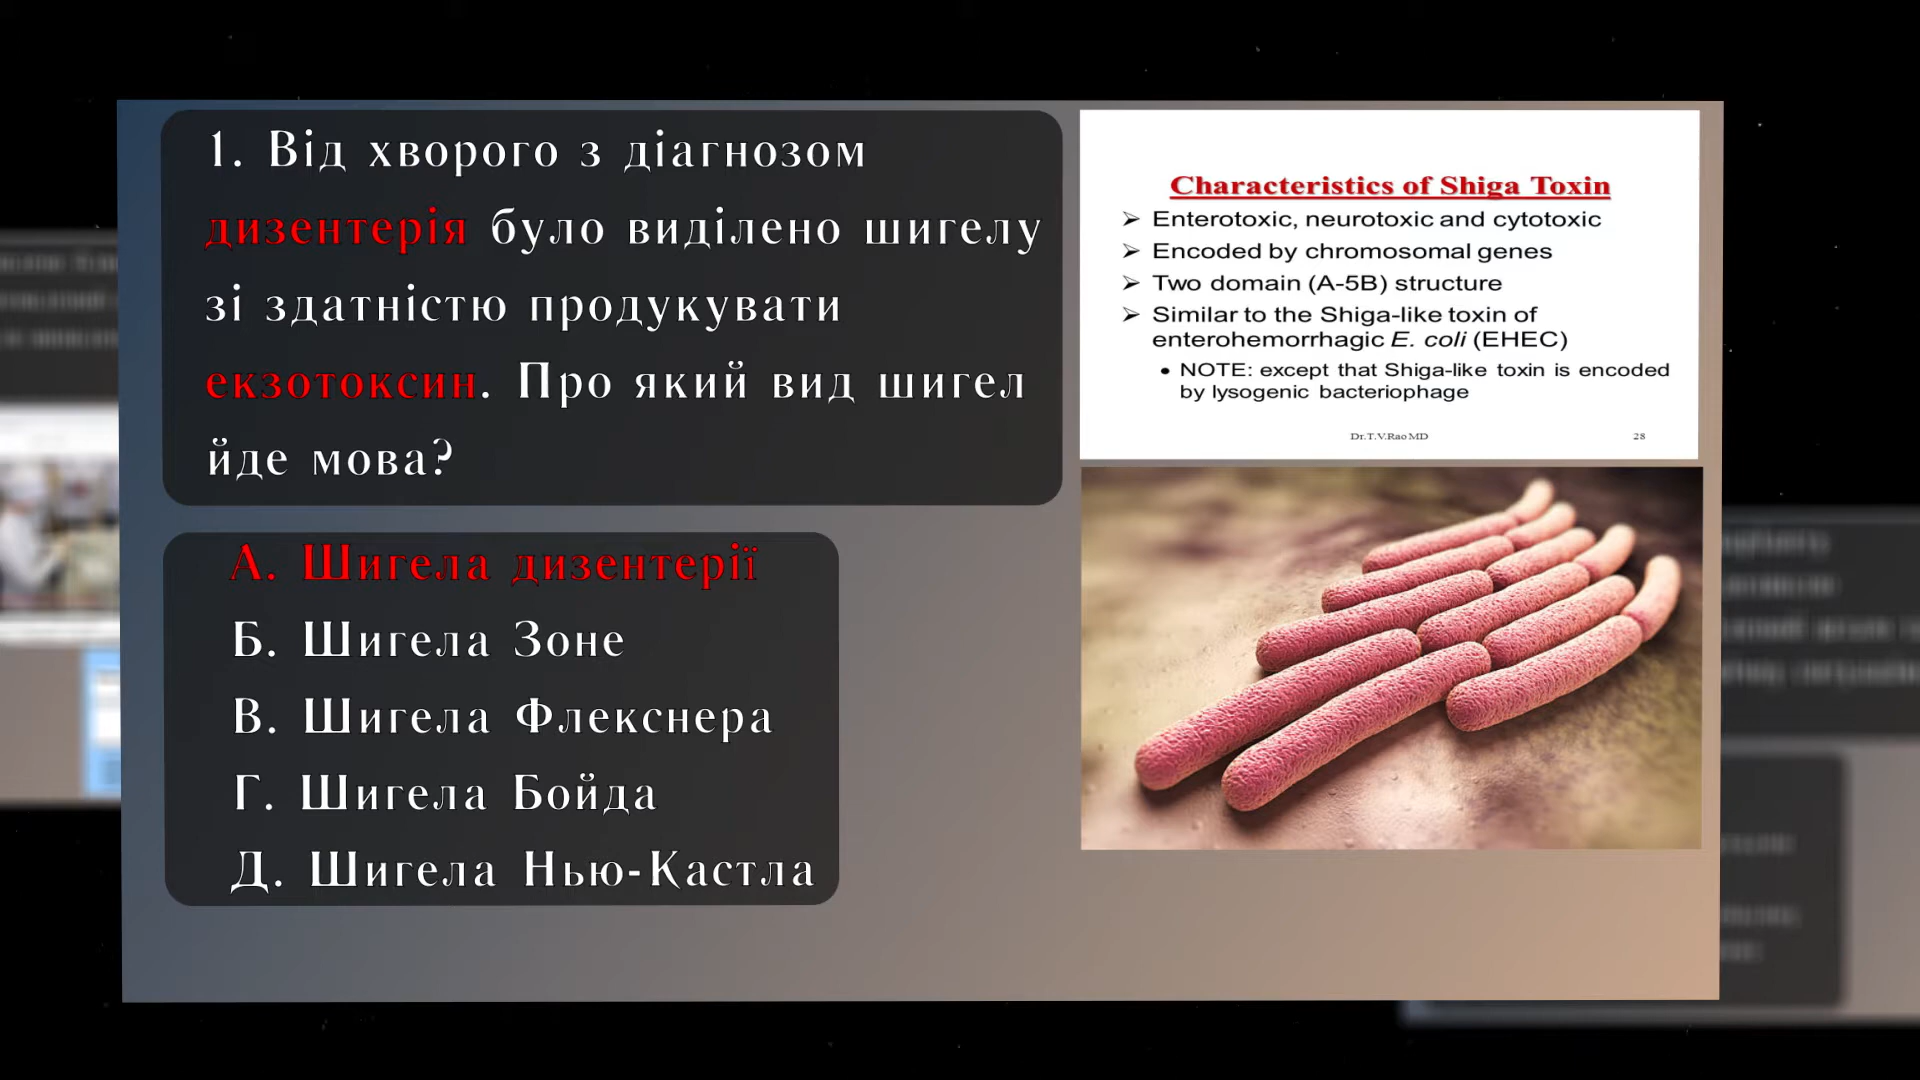 1. Від хворого з діагнозом
дизентерія було виділено шигелу
зі здатністю продукувати
екзотоксин. Про який вид шигел
йде мова?
А. Шигела дизентерії
Б. Шигела Зоне
В. Шигела Флекснера
Г. Шигела Бойда
Д. Шигела Нью-Кастла
Characteristics of Shiga Toxin
➢ Enterotoxic, neurotoxic and cytotoxic
➢ Encoded by chromosomal genes
➢ Two domain (A-5B) structure
➢ Similar to the Shiga-like toxin of
enterohemorrhagic E. coli (EHEC)
• NOTE: except that Shiga-like toxin is encoded
by lysogenic bacteriophage
Dr.T.V.Rao MD 28